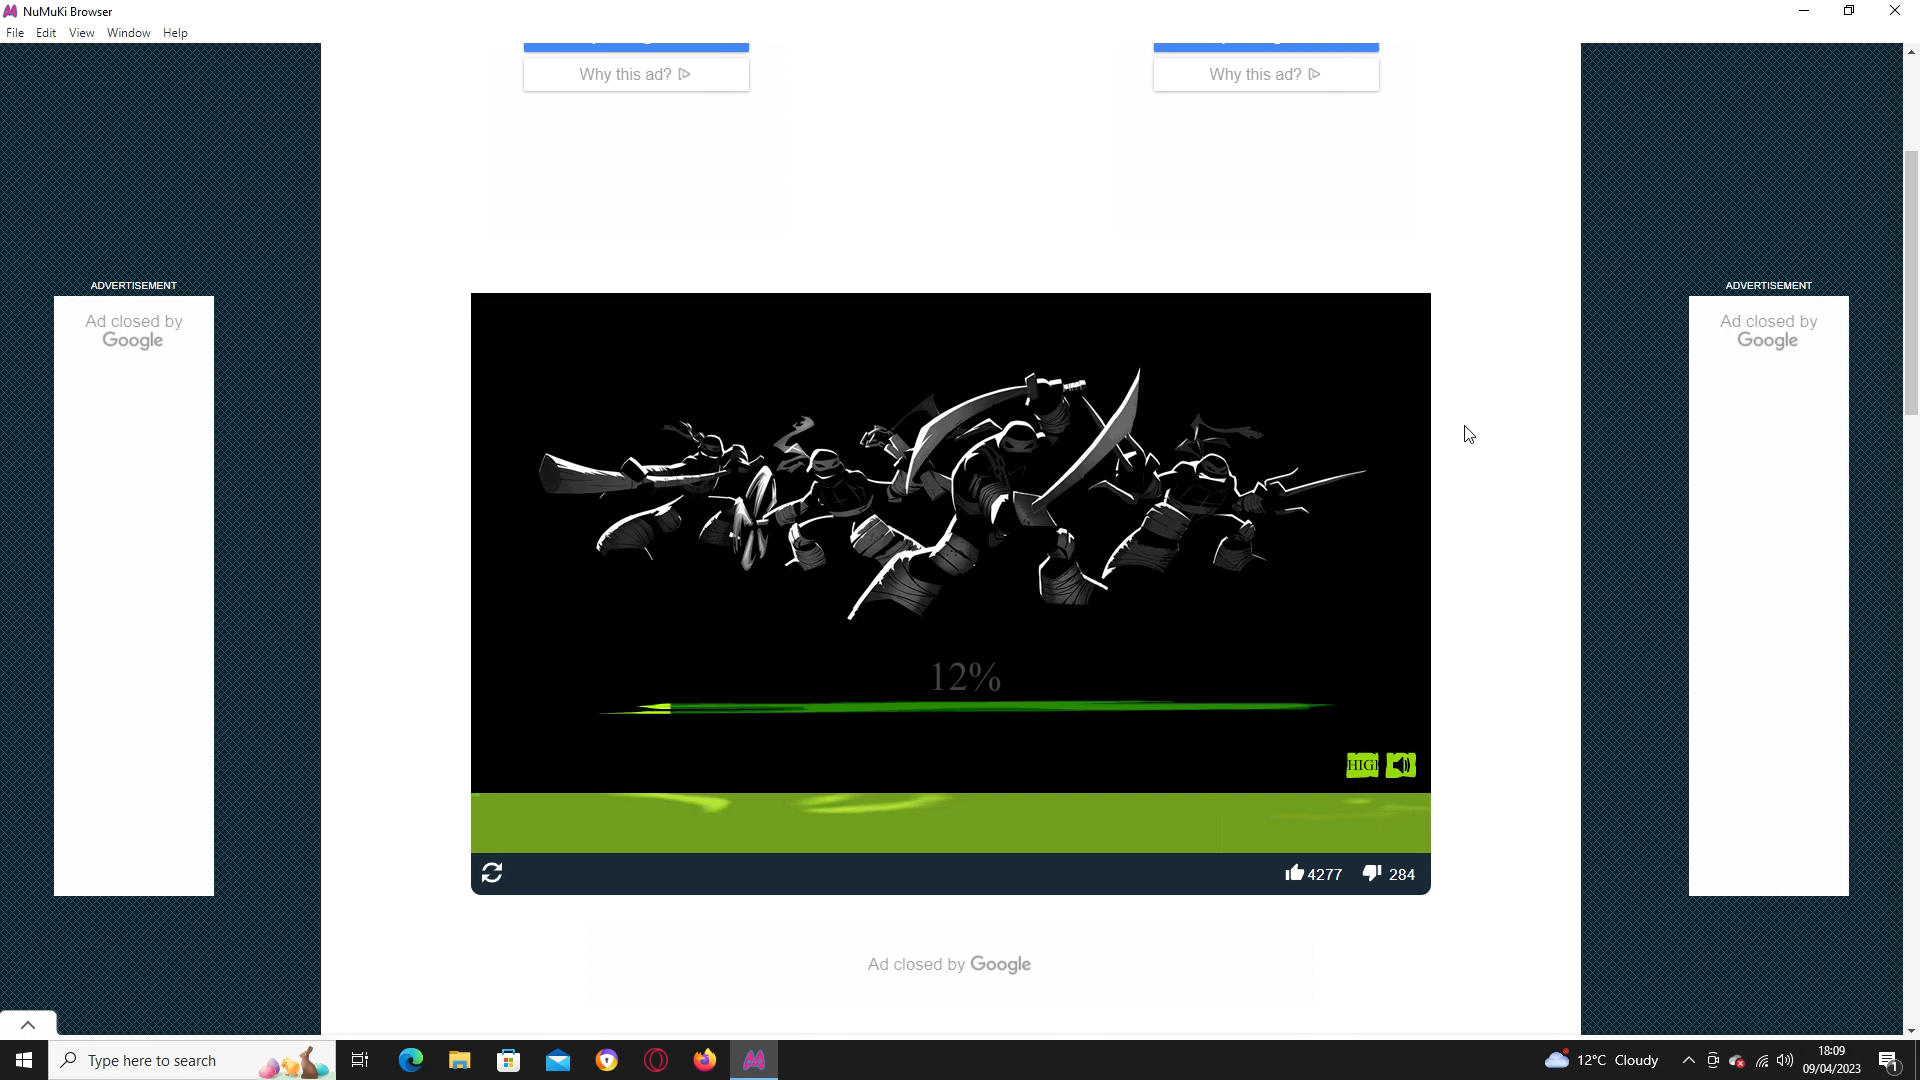 NuMuKi Browser
File Edit View Window Help
Why this ad?
Why this ad?
ADVERTISEMENT
ADVERTISEMENT
Ad closed by
Google
Ad closed by
Google
12%
HIGH
4277 284
Ad closed by Google
Type here to search
12°C Cloudy
18:09
09/04/2023
1